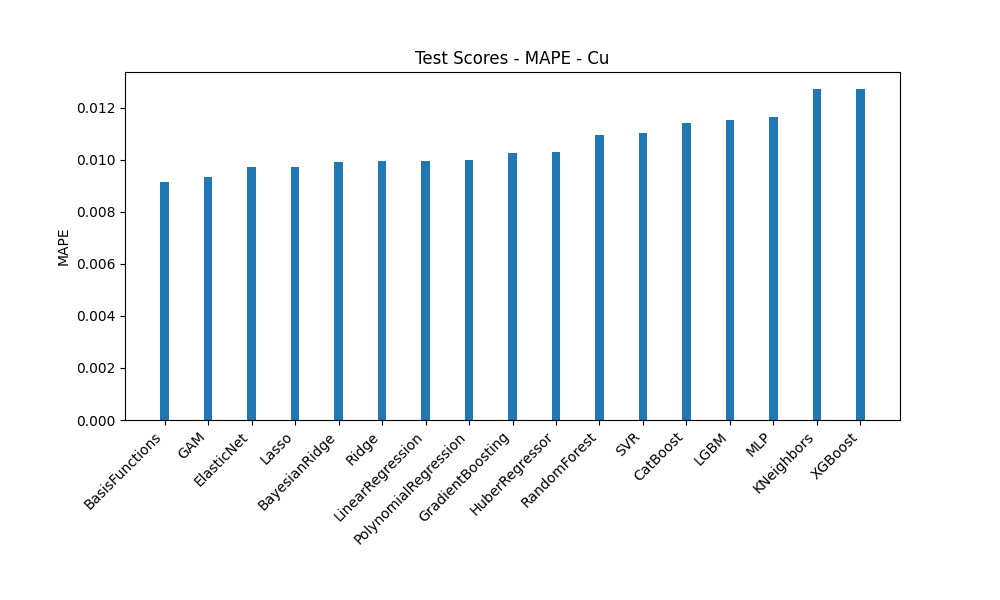 Test Scores - MAPE - Cu
MAPE
0.012
0.010
0.008
0.006
0.004
0.002
0.000
BasisFunctions
GAM
ElasticNet
Lasso
BayesianRidge
Ridge
LinearRegression
PolynomialRegression
GradientBoosting
HuberRegressor
RandomForest
SVR
CatBoost
LGBM
MLP
KNeighbors
XGBoost